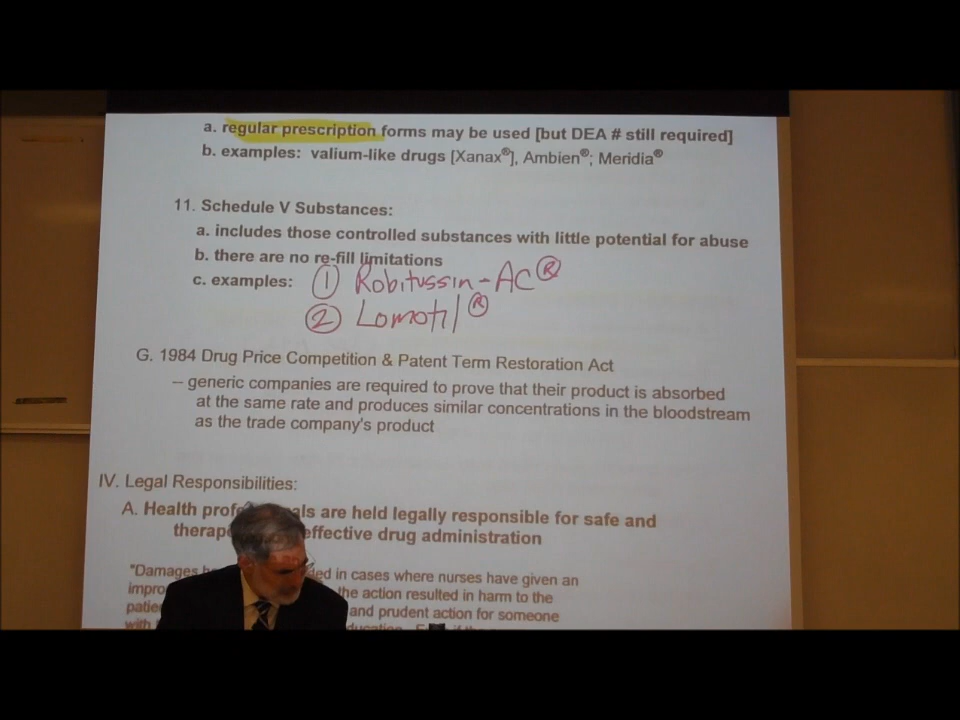 a. regular prescription forms may be used [but DEA # still required]
b. examples: valium-like drugs [Xanax®], Ambien®; Meridia®
11. Schedule V Substances:
a. includes those controlled substances with little potential for abuse
b. there are no re-fill limitations
c. examples: ① Robitussin-AC®
② Lomotil®
G. 1984 Drug Price Competition & Patent Term Restoration Act
-- generic companies are required to prove that their product is absorbed
at the same rate and produces similar concentrations in the bloodstream
as the trade company's product
IV. Legal Responsibilities:
A. Health are held legally responsible for safe and
effective drug administration
"Damages in cases where nurses have given an
the action resulted in harm to the
and prudent action for someone
with